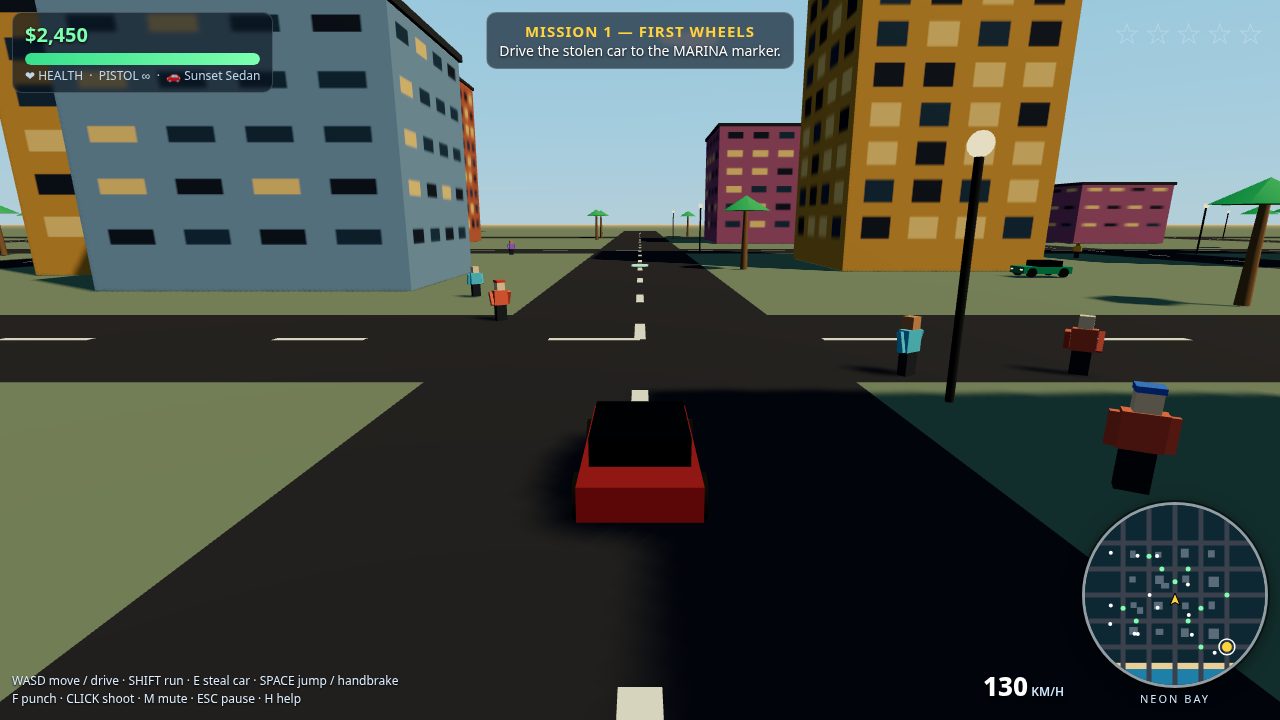 $2,450
❤ HEALTH · PISTOL ∞ · 🚗 Sunset Sedan
MISSION 1 — FIRST WHEELS
Drive the stolen car to the MARINA marker.
☆ ☆ ☆ ☆ ☆
WASD move / drive · SHIFT run · E steal car · SPACE jump / handbrake
F punch · CLICK shoot · M mute · ESC pause · H help
130 KM/H
NEON BAY